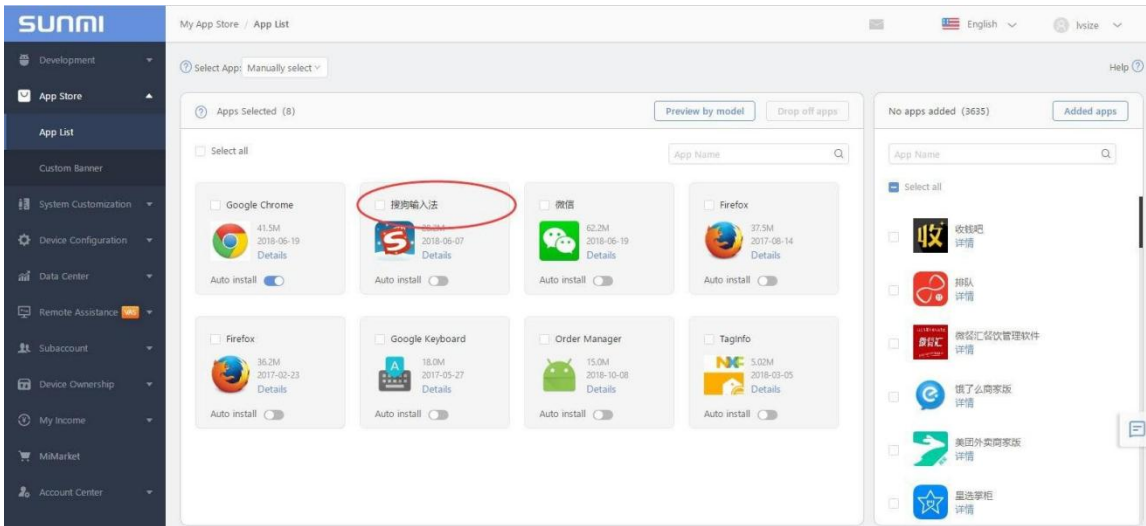 SUNMI
My App Store / App List
English
lvsize
Development
App Store
App List
Custom Banner
System Customization
Device Configuration
Data Center
Remote Assistance
Subaccount
Device Ownership
My Income
MiMarket
Account Center
Select App: Manually select
Help
Apps Selected (8)
Preview by model
Drop off apps
Select all
App Name
Google Chrome
41.5M
2018-06-19
Details
Auto install
搜狗输入法
2018-06-07
Details
Auto install
微信
62.2M
2018-06-19
Details
Auto install
Firefox
37.5M
2017-08-14
Details
Auto install
Firefox
36.2M
2017-02-23
Details
Auto install
Google Keyboard
18.0M
2017-05-27
Details
Auto install
Order Manager
15.0M
2018-10-08
Details
Auto install
TagInfo
5.02M
2018-03-05
Details
Auto install
No apps added (3635)
Added apps
App Name
Select all
收钱吧
详情
排队
详情
微餐汇餐饮管理软件
详情
饿了么商家版
详情
美团外卖商家版
详情
星选掌柜
详情